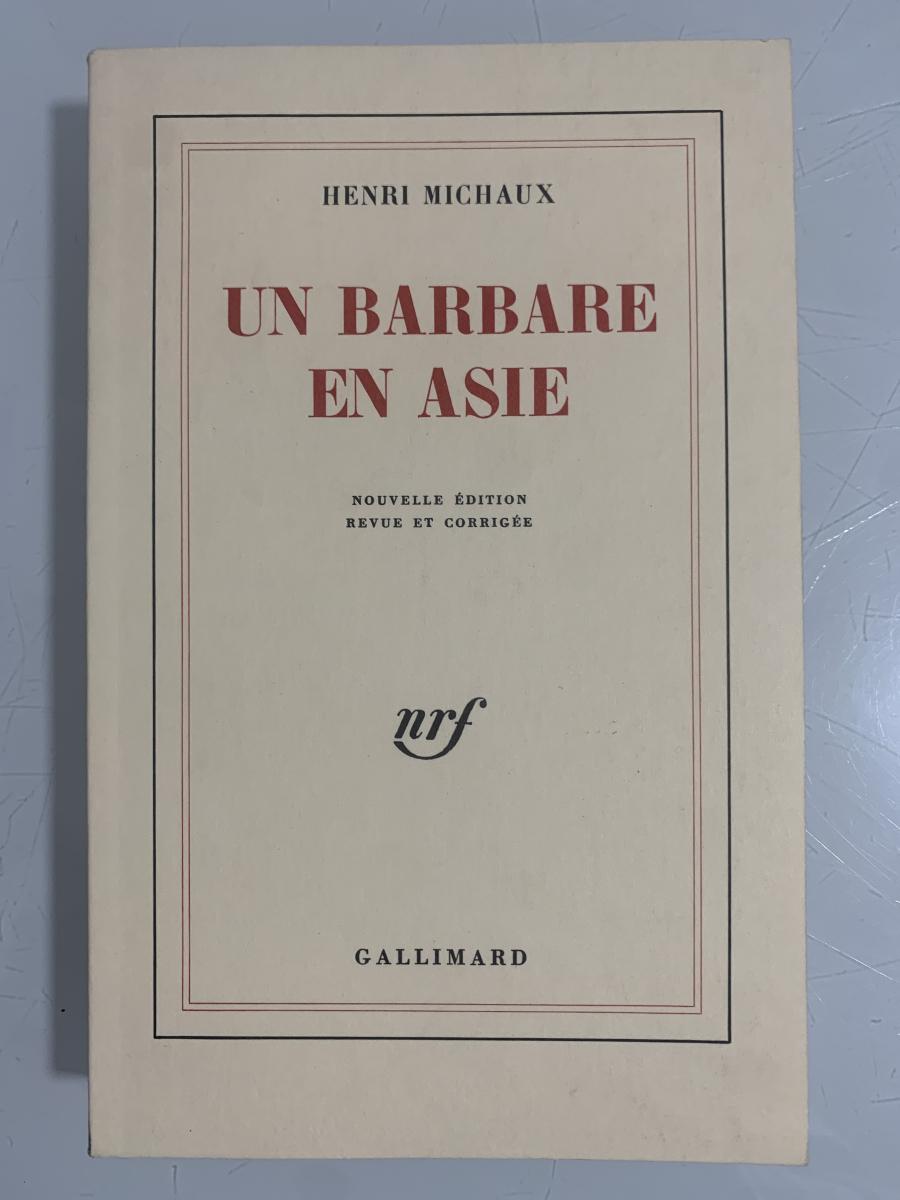 HENRI MICHAUX
UN BARBARE
EN ASIE
NOUVELLE ÉDITION
REVUE ET CORRIGÉE
nrf
GALLIMARD